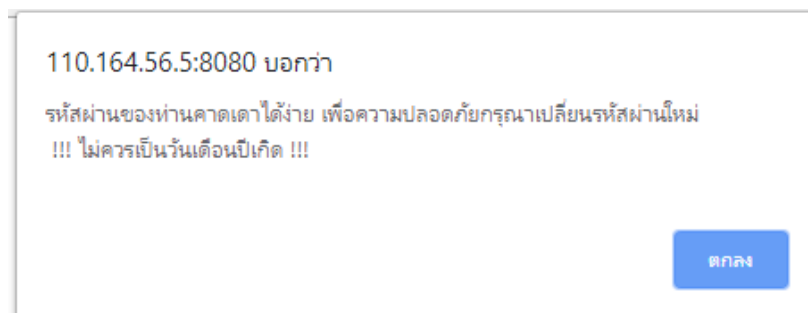 110.164.56.5:8080 บอกว่า
รหัสผ่านของท่านคาดเดาได้ง่าย เพื่อความปลอดภัยกรุณาเปลี่ยนรหัสผ่านใหม่
!!! ไม่ควรเป็นวันเดือนปีเกิด !!!
ตกลง